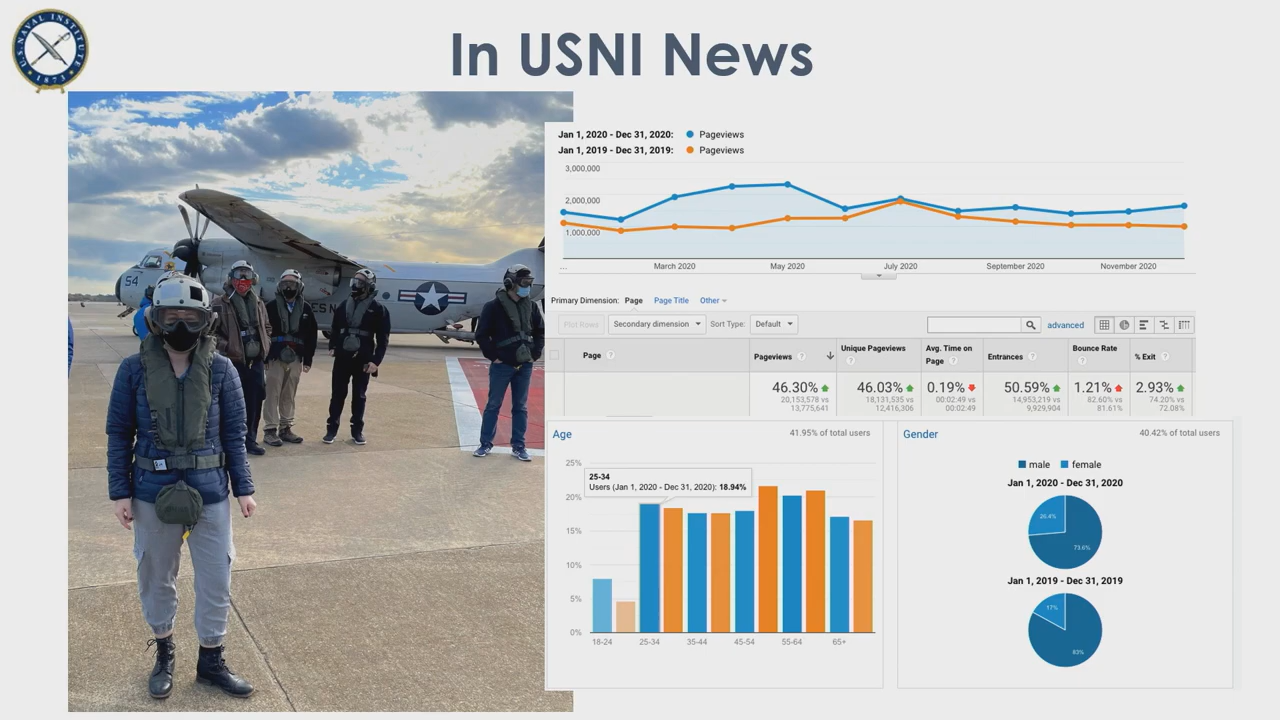 In USNI News
U.S. NAVAL INSTITUTE
1873
54
Jan 1, 2020 - Dec 31, 2020: Pageviews
Jan 1, 2019 - Dec 31, 2019: Pageviews
3,000,000
2,000,000
1,000,000
... March 2020 May 2020 July 2020 September 2020 November 2020
Primary Dimension: Page Page Title Other
Plot Rows Secondary dimension Sort Type: Default advanced
Page ? Pageviews ? Unique Pageviews ? Avg. Time on Page ? Entrances ? Bounce Rate ? % Exit ?
46.30% 46.03% 0.19% 50.59% 1.21% 2.93%
20,153,578 vs 18,131,535 vs 00:02:49 vs 14,953,219 vs 82.60% vs 74.20% vs
13,775,641 12,416,306 00:02:49 9,929,904 81.61% 72.08%
Age 41.95% of total users
25%
25-34
Users (Jan 1, 2020 - Dec 31, 2020): 18.94%
20%
15%
10%
5%
0%
18-24 25-34 35-44 45-54 55-64 65+
Gender 40.42% of total users
male female
Jan 1, 2020 - Dec 31, 2020
26.4%
73.6%
Jan 1, 2019 - Dec 31, 2019
17%
83%